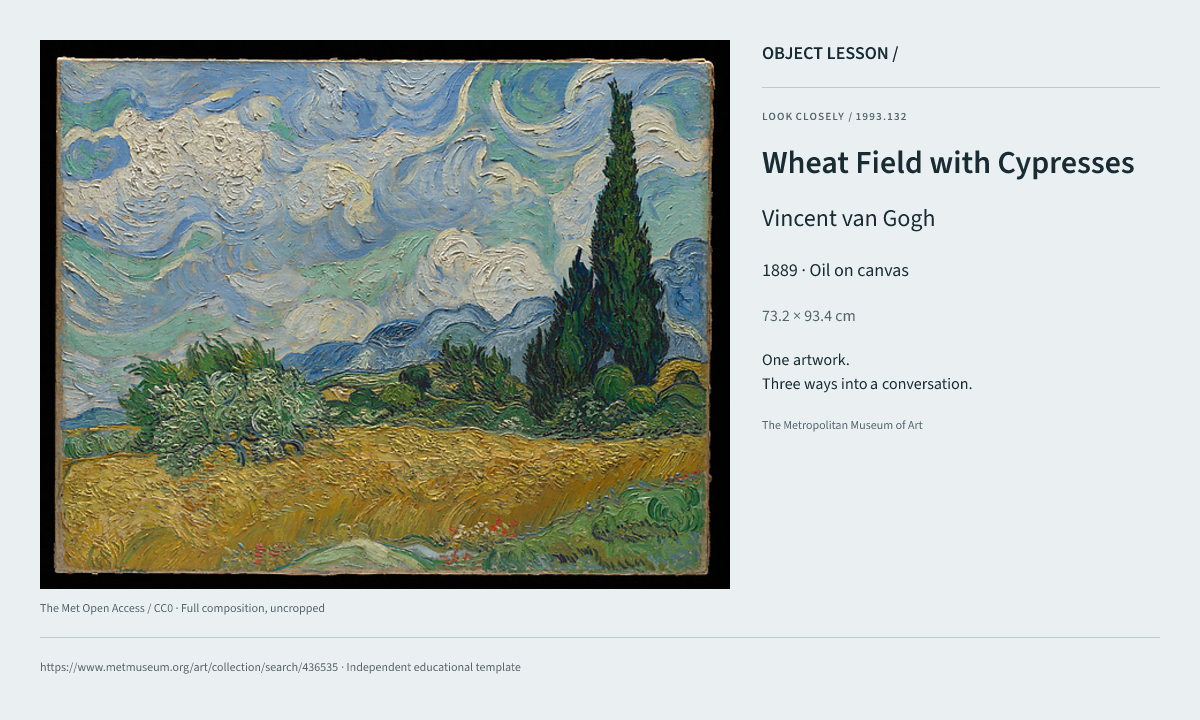 OBJECT LESSON /
LOOK CLOSELY / 1993.132
Wheat Field with Cypresses
Vincent van Gogh
1889 · Oil on canvas
73.2 × 93.4 cm
One artwork.
Three ways into a conversation.
The Metropolitan Museum of Art
The Met Open Access / CC0 · Full composition, uncropped
https://www.metmuseum.org/art/collection/search/436535 · Independent educational template